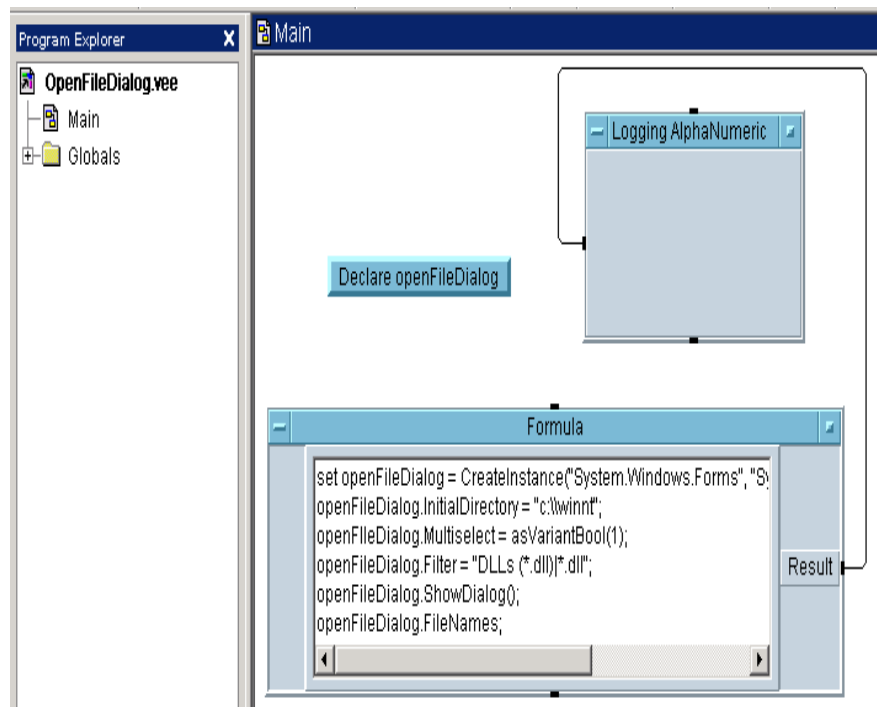 Program Explorer
OpenFileDialog.vee
Main
Globals
Main
Logging AlphaNumeric
Declare openFileDialog
Formula
set openFileDialog = CreateInstance("System.Windows.Forms", "Sy
openFileDialog.InitialDirectory = "c:\\winnt";
openFIleDialog.Multiselect = asVariantBool(1);
openFileDialog.Filter = "DLLs (*.dll)|*.dll";
openFileDialog.ShowDialog();
openFileDialog.FileNames;
Result